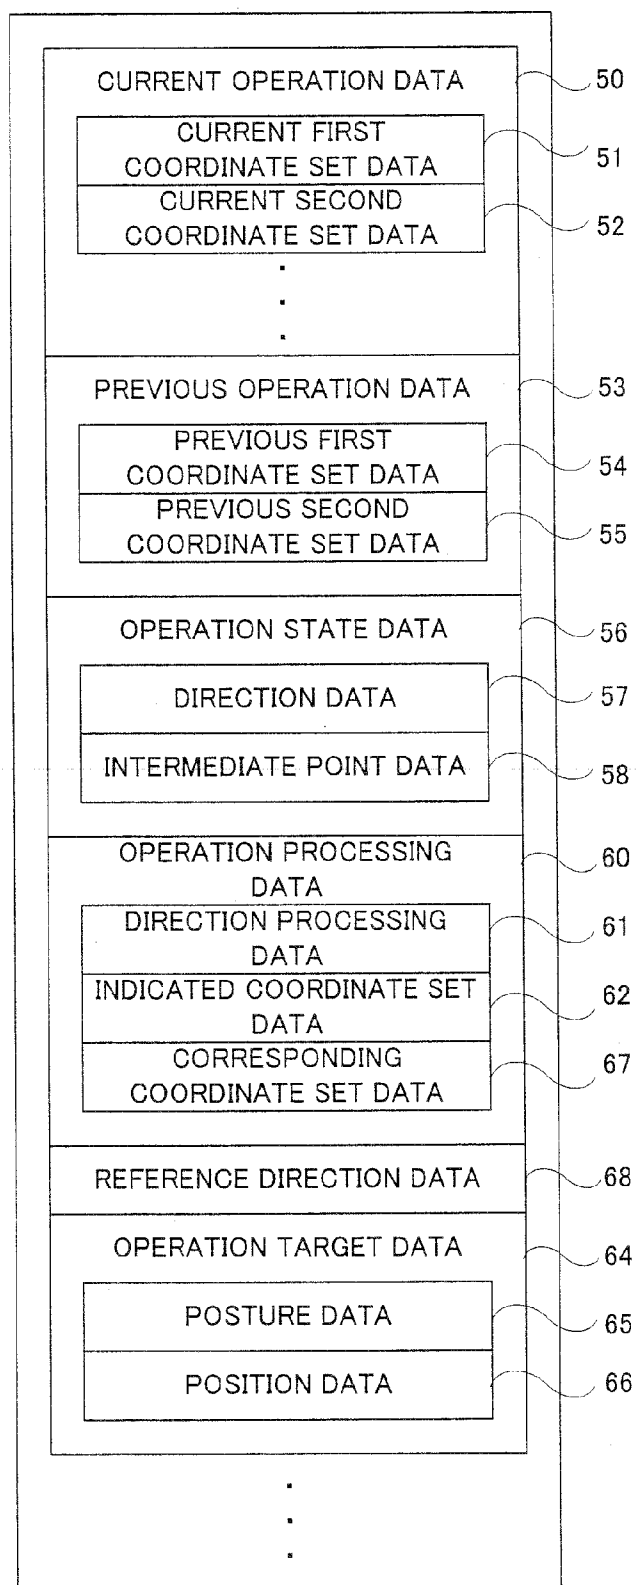 CURRENT OPERATION DATA 50
CURRENT FIRST
COORDINATE SET DATA 51
CURRENT SECOND
COORDINATE SET DATA 52
PREVIOUS OPERATION DATA 53
PREVIOUS FIRST
COORDINATE SET DATA 54
PREVIOUS SECOND
COORDINATE SET DATA 55
OPERATION STATE DATA 56
DIRECTION DATA 57
INTERMEDIATE POINT DATA 58
OPERATION PROCESSING 60
DATA
DIRECTION PROCESSING 61
DATA
INDICATED COORDINATE SET 62
DATA
CORRESPONDING 67
COORDINATE SET DATA
REFERENCE DIRECTION DATA 68
OPERATION TARGET DATA 64
POSTURE DATA 65
POSITION DATA 66